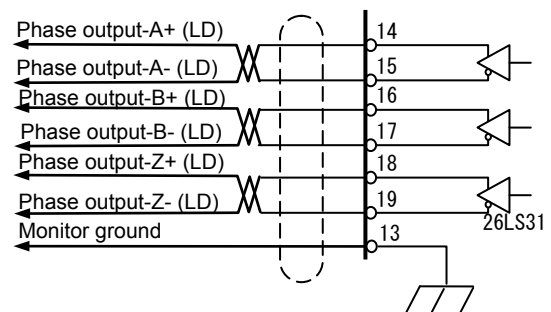 Phase output-A+ (LD)
14
Phase output-A- (LD)
15
Phase output-B+ (LD)
16
Phase output-B- (LD)
17
Phase output-Z+ (LD)
18
Phase output-Z- (LD)
19
26LS31
Monitor ground
13